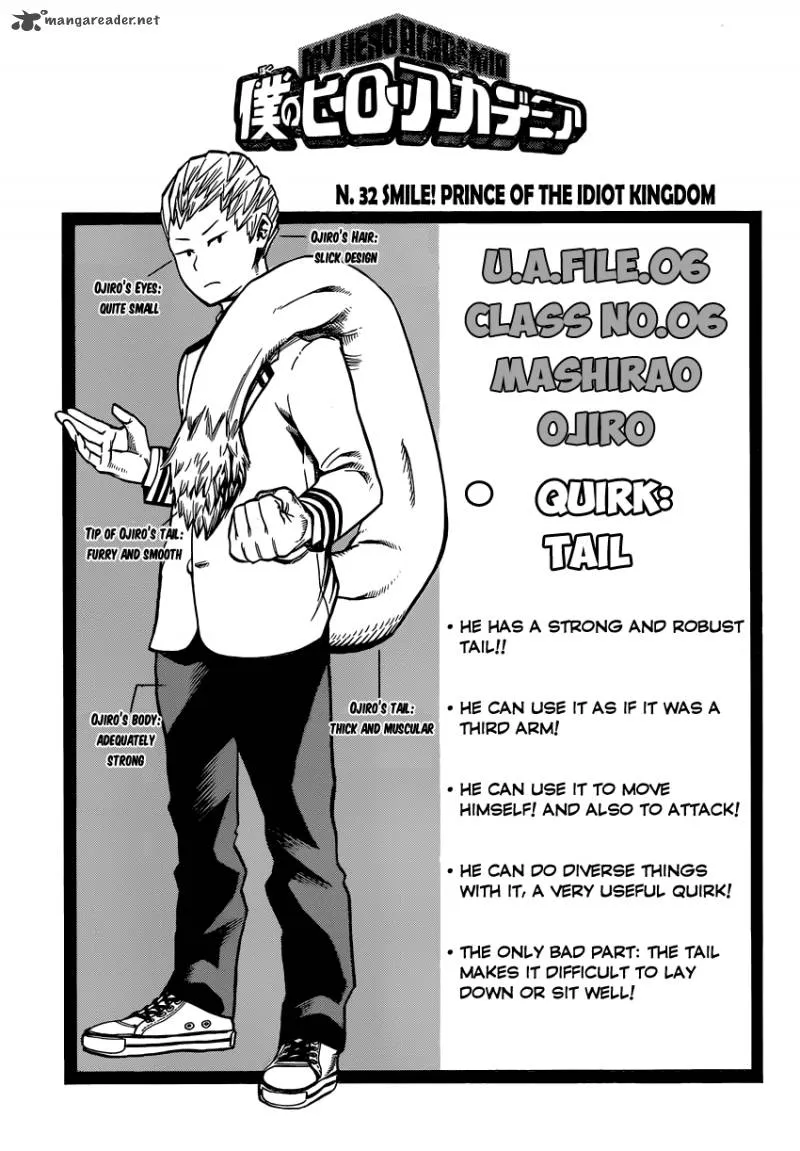 mangareader.net
MY HERO ACADEMIA
僕のヒーローアカデミア
N. 32 SMILE! PRINCE OF THE IDIOT KINGDOM
OJIRO'S HAIR:
SLICK DESIGN
OJIRO'S EYES:
QUITE SMALL
TIP OF OJIRO'S TAIL:
FURRY AND SMOOTH
OJIRO'S BODY:
ADEQUATELY
STRONG
OJIRO'S TAIL:
THICK AND MUSCULAR
U.A.FILE.06
CLASS NO.06
MASHIRAO
OJIRO
QUIRK:
TAIL
• HE HAS A STRONG AND ROBUST
TAIL!!
• HE CAN USE IT AS IF IT WAS A
THIRD ARM!
• HE CAN USE IT TO MOVE
HIMSELF! AND ALSO TO ATTACK!
• HE CAN DO DIVERSE THINGS
WITH IT, A VERY USEFUL QUIRK!
• THE ONLY BAD PART: THE TAIL
MAKES IT DIFFICULT TO LAY
DOWN OR SIT WELL!